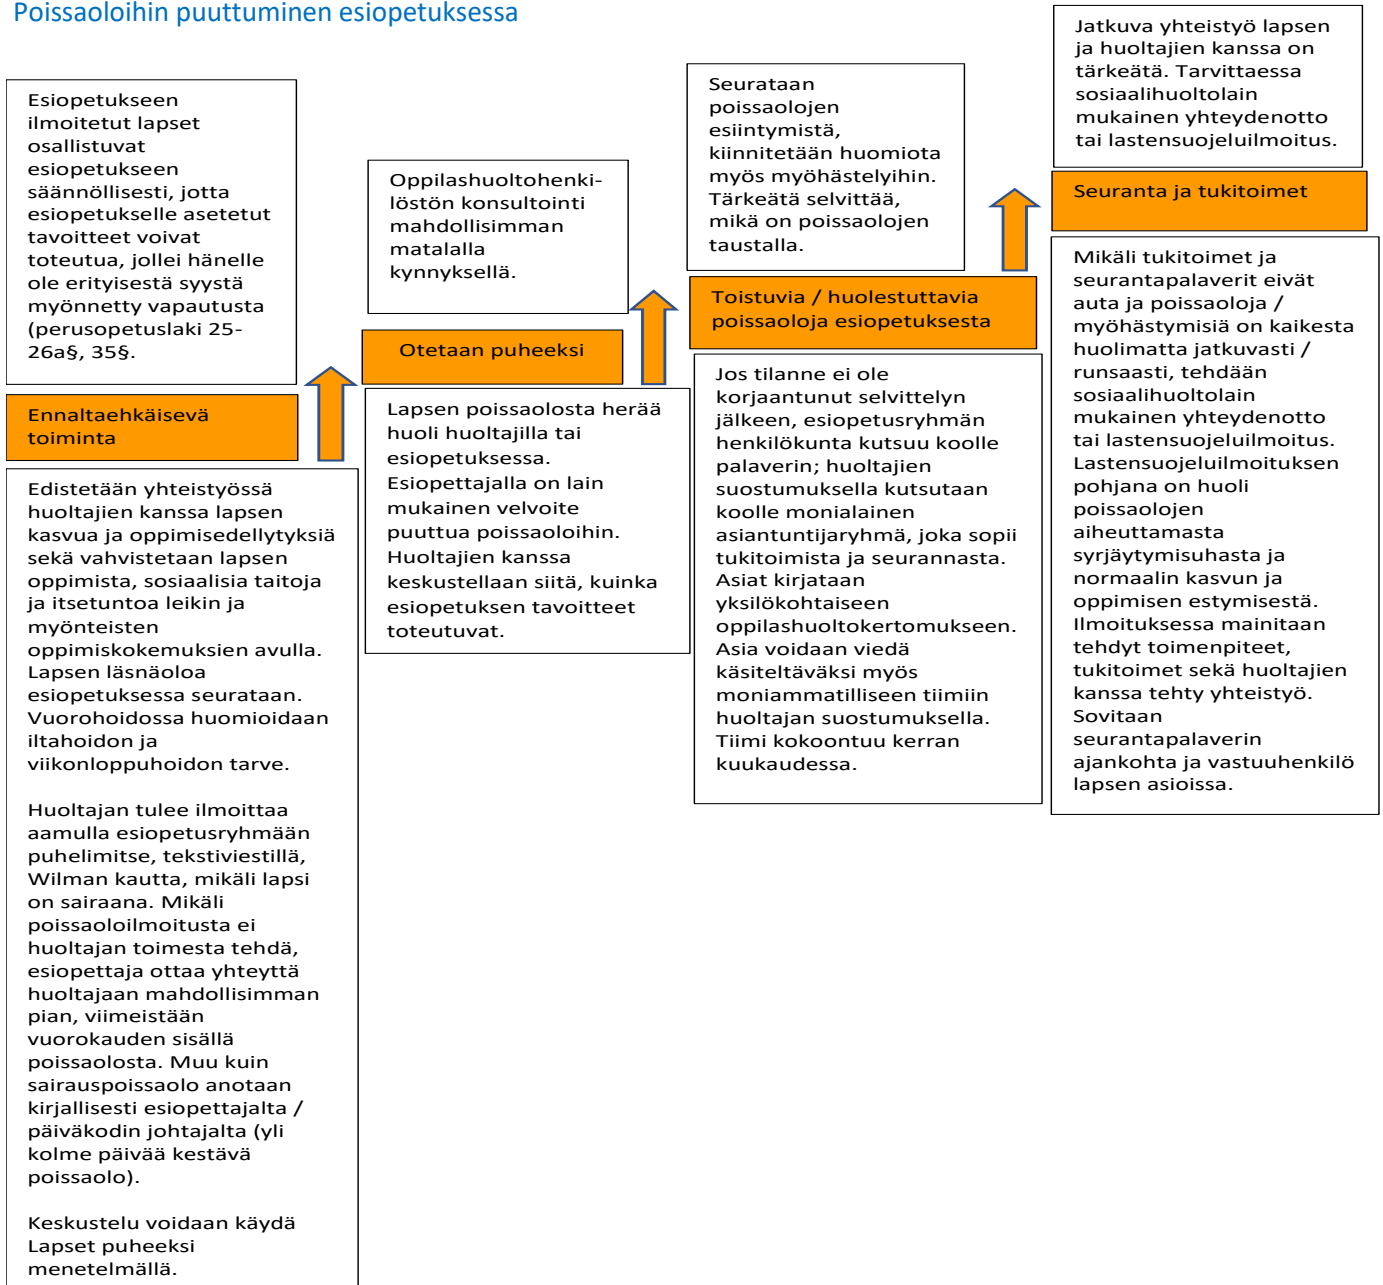 Poissaoloihin puuttuminen esiopetuksessa
Esiopetukseen
ilmoitetut lapset
osallistuvat
esiopetukseen
säännöllisesti, jotta
esiopetukselle asetetut
tavoitteet voivat
toteutua, jollei hänelle
ole erityisestä syystä
myönnetty vapautusta
(perusopetuslaki 25-
26a§, 35§.
Ennaltaehkäisevä
toiminta
Edistetään yhteistyössä
huoltajien kanssa lapsen
kasvua ja oppimisedellytyksiä
sekä vahvistetaan lapsen
oppimista, sosiaalisia taitoja
ja itsetuntoa leikin ja
myönteisten
oppimiskokemuksien avulla.
Lapsen läsnäoloa
esiopetuksessa seurataan.
Vuorohoidossa huomioidaan
iltahoidon ja
viikonloppuhoidon tarve.
Huoltajan tulee ilmoittaa
aamulla esiopetusryhmään
puhelimitse, tekstiviestillä,
Wilman kautta, mikäli lapsi
on sairaana. Mikäli
poissaoloilmoitusta ei
huoltajan toimesta tehdä,
esiopettaja ottaa yhteyttä
huoltajaan mahdollisimman
pian, viimeistään
vuorokauden sisällä
poissaolosta. Muu kuin
sairauspoissaolo anotaan
kirjallisesti esiopettajalta /
päiväkodin johtajalta (yli
kolme päivää kestävä
poissaolo).
Keskustelu voidaan käydä
Lapset puheeksi
menetelmällä.
Oppilashuoltohenki-
löstön konsultointi
mahdollisimman
matalalla
kynnyksellä.
Otetaan puheeksi
Lapsen poissaolosta herää
huoli huoltajilla tai
esiopetuksessa.
Esiopettajalla on lain
mukainen velvoite
puuttua poissaoloihin.
Huoltajien kanssa
keskustellaan siitä, kuinka
esiopetuksen tavoitteet
toteutuvat.
Seurataan
poissaolojen
esiintymistä,
kiinnitetään huomiota
myös myöhästelyihin.
Tärkeätä selvittää,
mikä on poissaolojen
taustalla.
Toistuvia / huolestuttavia
poissaoloja esiopetuksesta
Jos tilanne ei ole
korjaantunut selvittelyn
jälkeen, esiopetusryhmän
henkilökunta kutsuu koolle
palaverin; huoltajien
suostumuksella kutsutaan
koolle monialainen
asiantuntijaryhmä, joka sopii
tukitoimista ja seurannasta.
Asiat kirjataan
yksilökohtaiseen
oppilashuoltokertomukseen.
Asia voidaan viedä
käsiteltäväksi myös
moniammatilliseen tiimiin
huoltajan suostumuksella.
Tiimi kokoontuu kerran
kuukaudessa.
Jatkuva yhteistyö lapsen
ja huoltajien kanssa on
tärkeätä. Tarvittaessa
sosiaalihuoltolain
mukainen yhteydenotto
tai lastensuojeluilmoitus.
Seuranta ja tukitoimet
Mikäli tukitoimet ja
seurantapalaverit eivät
auta ja poissaoloja /
myöhästymisiä on kaikesta
huolimatta jatkuvasti /
runsaasti, tehdään
sosiaalihuoltolain
mukainen yhteydenotto
tai lastensuojeluilmoitus.
Lastensuojeluilmoituksen
pohjana on huoli
poissaolojen
aiheuttamasta
syrjäytymisuhasta ja
normaalin kasvun ja
oppimisen estymisestä.
Ilmoituksessa mainitaan
tehdyt toimenpiteet,
tukitoimet sekä huoltajien
kanssa tehty yhteistyö.
Sovitaan
seurantapalaverin
ajankohta ja vastuuhenkilö
lapsen asioissa.